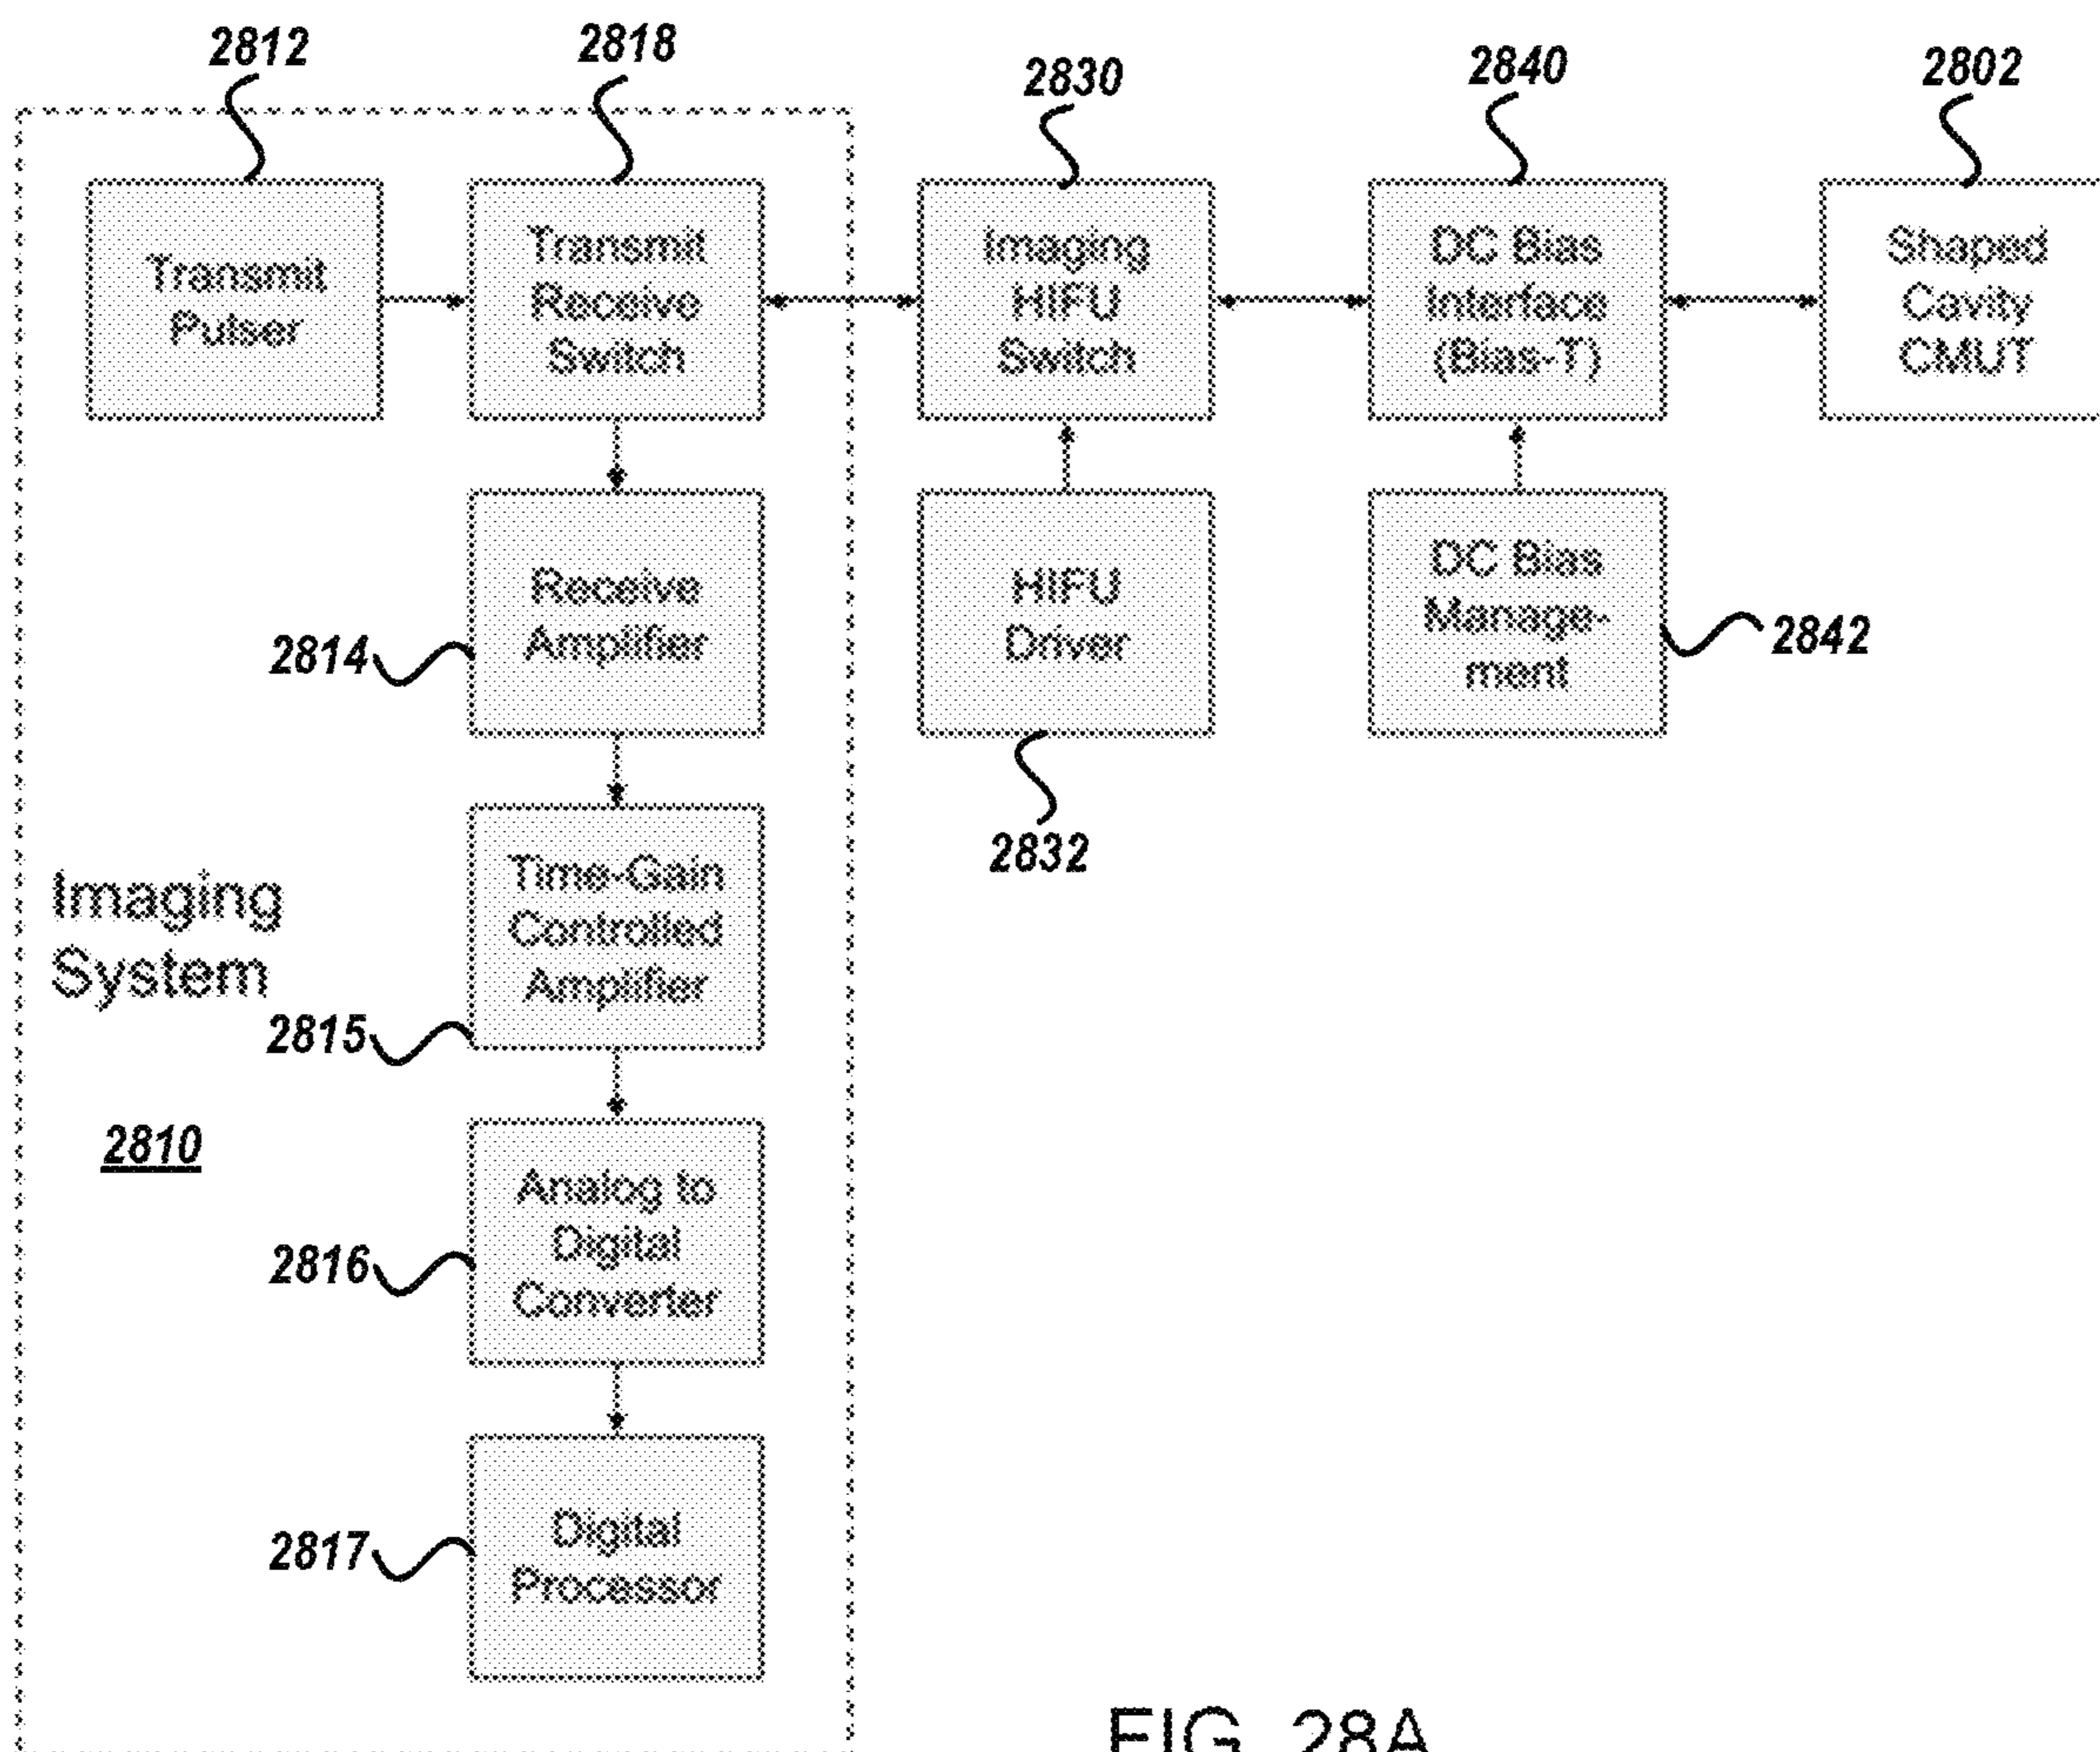 2812
2818
2830
2840
2802
Transmit
Pulser
Transmit
Receive
Switch
Imaging
HIFU
Switch
DC Bias
Interface
(Bias-T)
Shaped
Cavity
CMUT
2814
Receive
Amplifier
HIFU
Driver
2832
DC Bias
Manage-
ment
2842
Imaging
System
2810
2815
Time-Gain
Controlled
Amplifier
2816
Analog to
Digital
Converter
2817
Digital
Processor
FIG. 28A